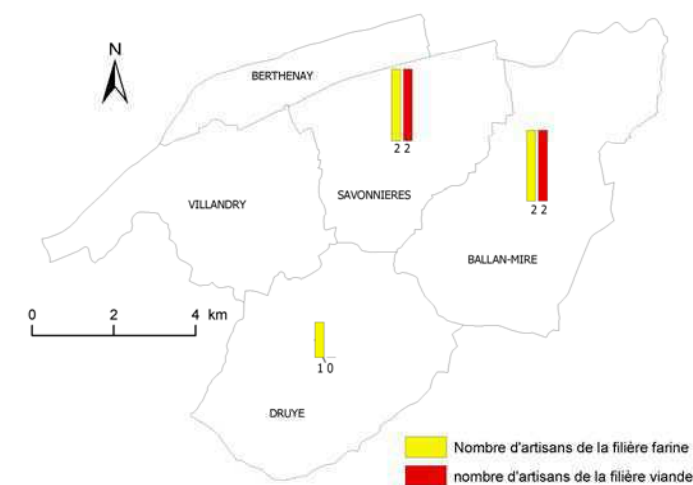 N
BERTHENAY
2 2
SAVONNIERES
VILLANDRY
2 2
BALLAN-MIRE
0 2 4 km
1 0
DRUYE
Nombre d'artisans de la filière farine
nombre d'artisans de la filière viande